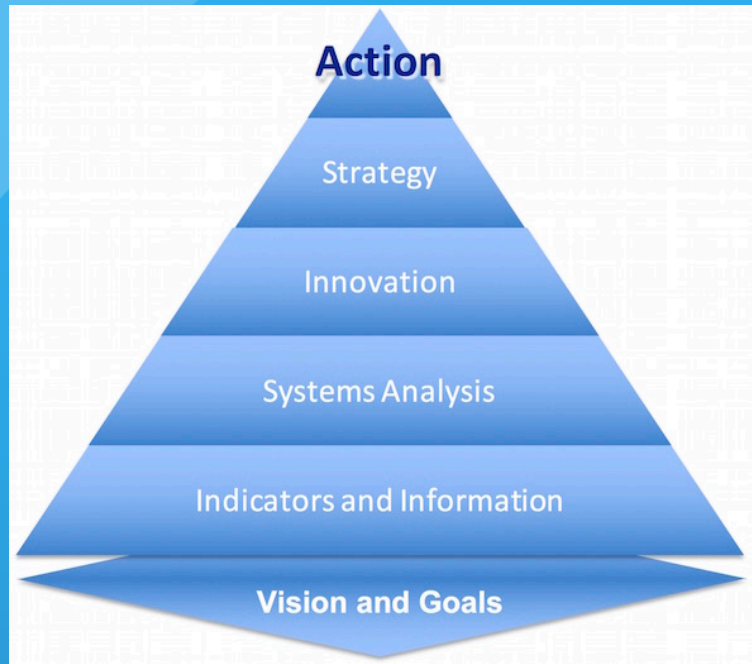 Action
Strategy
Innovation
Systems Analysis
Indicators and Information
Vision and Goals